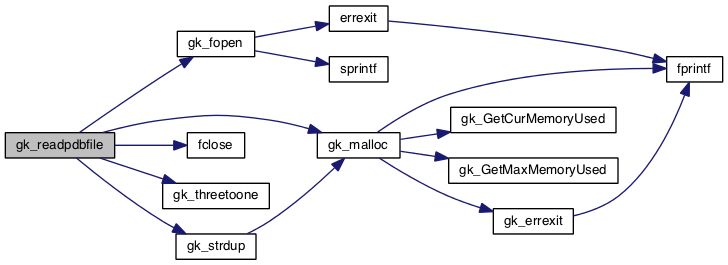 gk_readpdbfile
gk_fopen
fclose
gk_threetoone
gk_strdup
errexit
sprintf
gk_malloc
gk_GetCurMemoryUsed
gk_GetMaxMemoryUsed
gk_errexit
fprintf